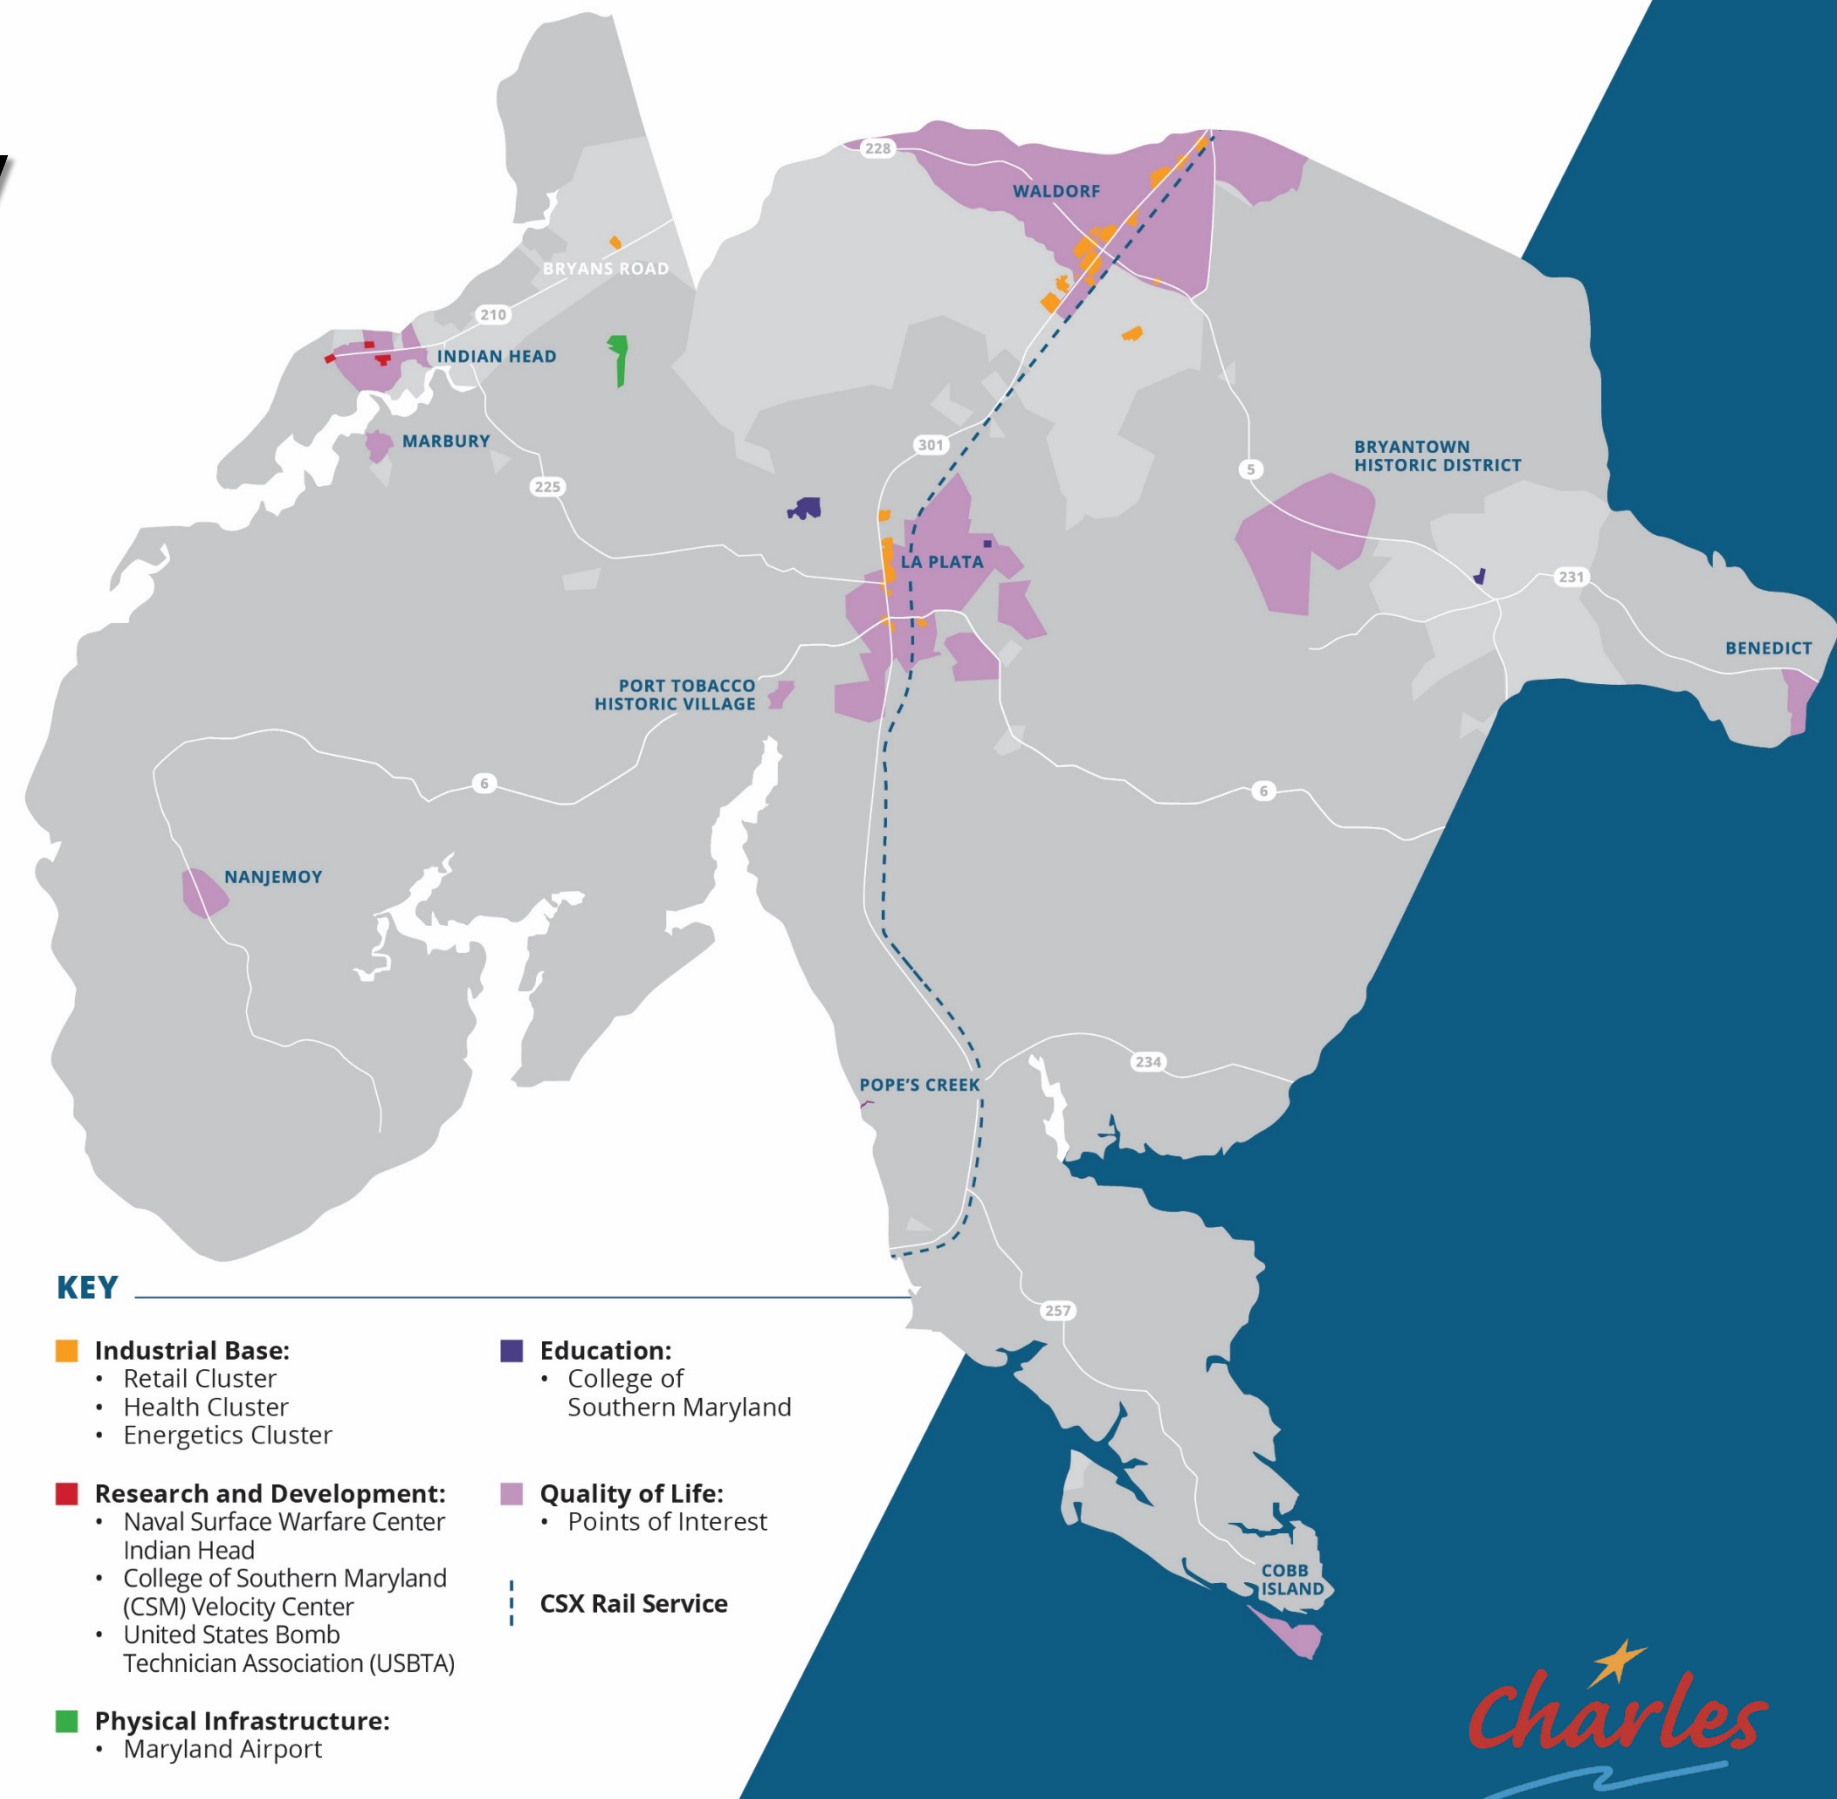 228
WALDORF
BRYANS ROAD
210
INDIAN HEAD
MARBURY
301
225
5
BRYANTOWN
HISTORIC DISTRICT
LA PLATA
231
BENEDICT
PORT TOBACCO
HISTORIC VILLAGE
6
6
NANJEMOY
234
POPE'S CREEK
257
COBB
ISLAND
KEY
Industrial Base:
• Retail Cluster
• Health Cluster
• Energetics Cluster
Research and Development:
• Naval Surface Warfare Center
Indian Head
• College of Southern Maryland
(CSM) Velocity Center
• United States Bomb
Technician Association (USBTA)
Physical Infrastructure:
• Maryland Airport
Education:
• College of
Southern Maryland
Quality of Life:
• Points of Interest
CSX Rail Service
Charles